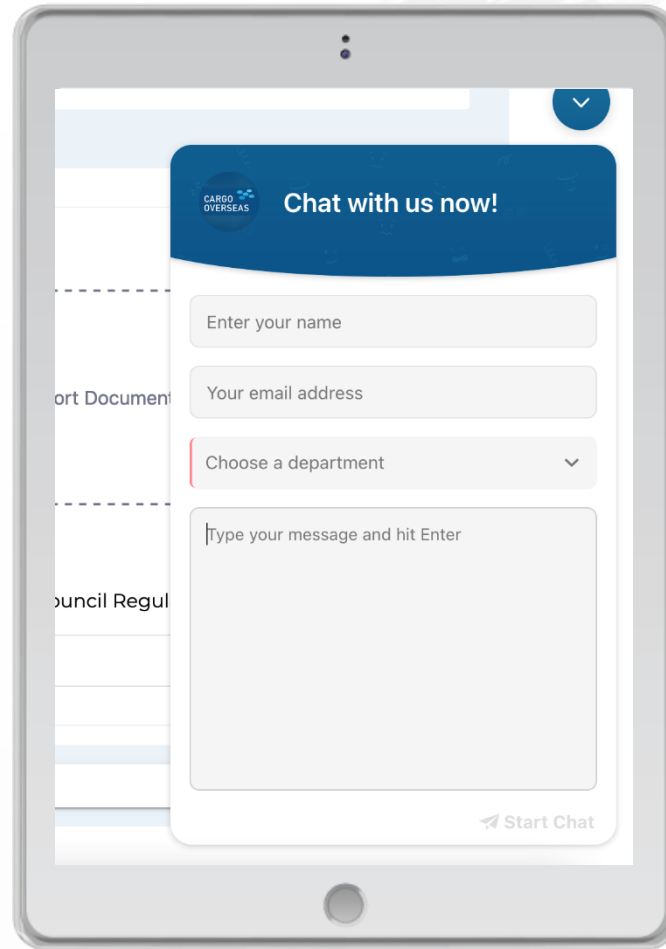 CARGO
OVERSEAS
Chat with us now!
Enter your name
Your email address
ort Document
Choose a department
Type your message and hit Enter
ouncil Regul
Start Chat